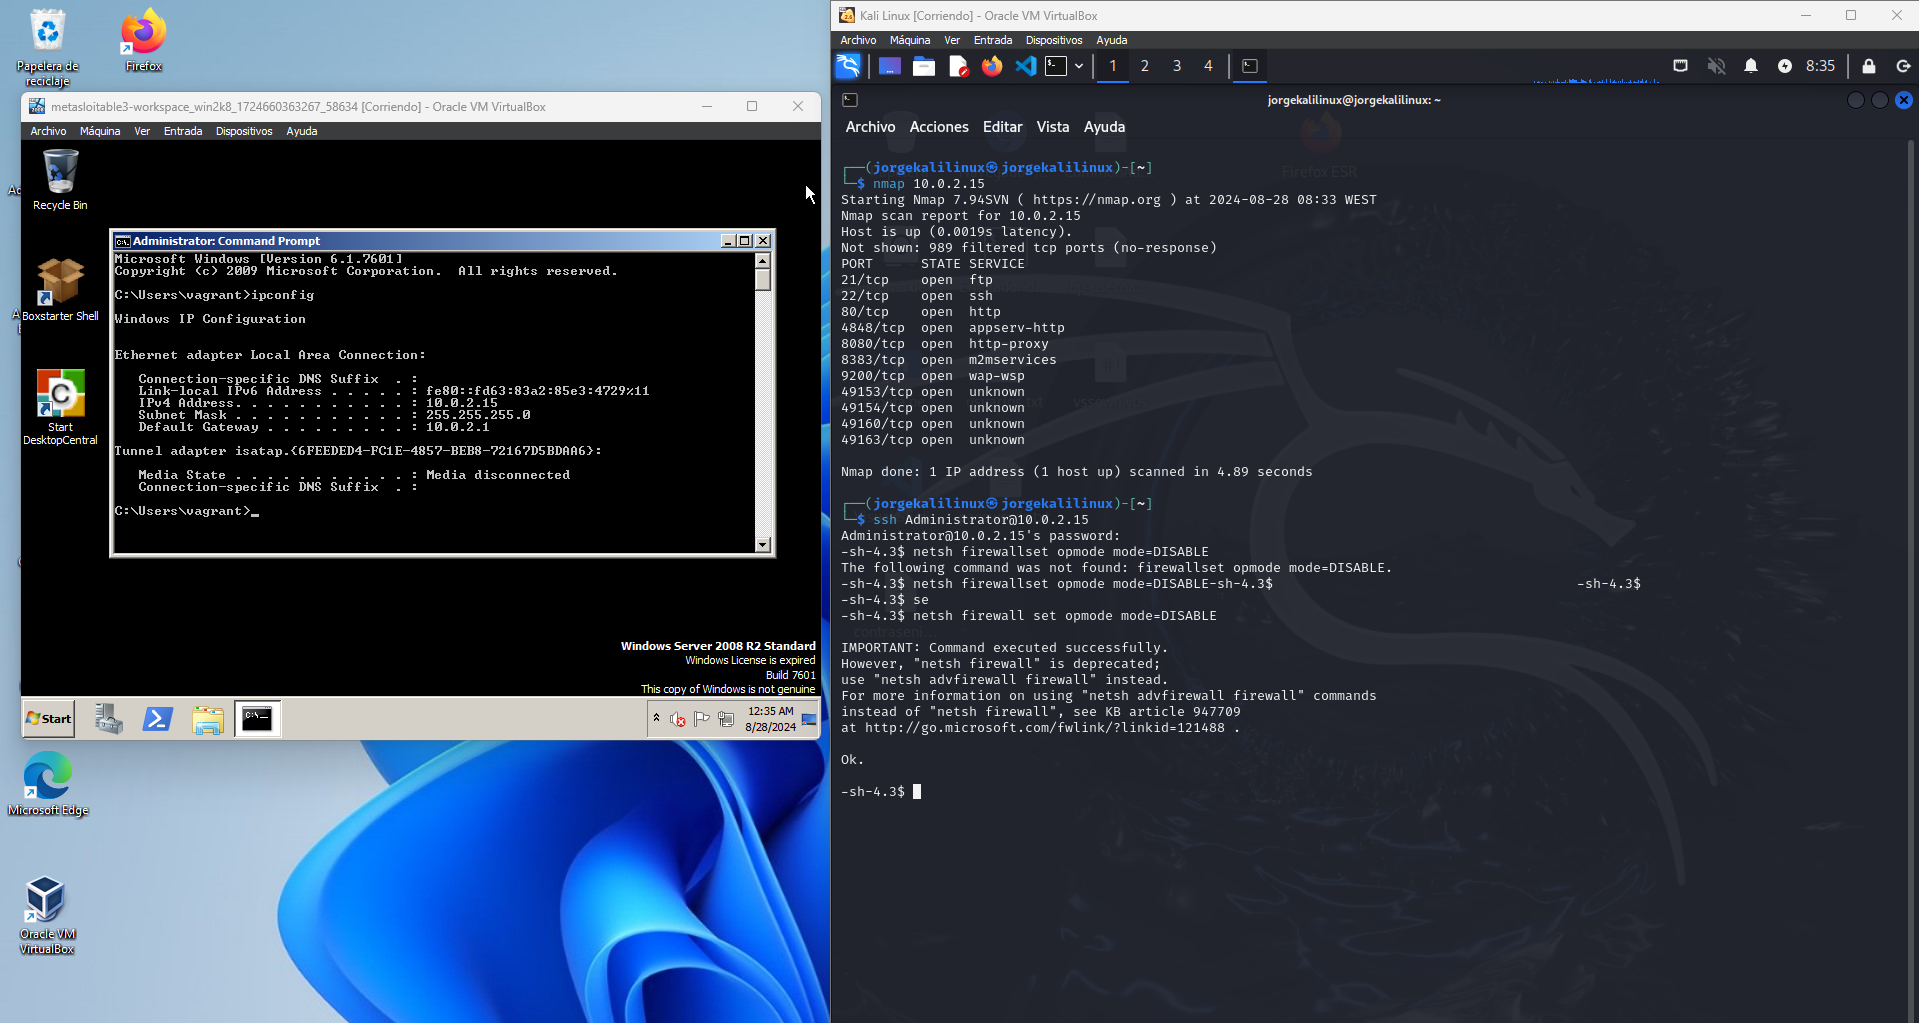 Papelera de
reciclaje
Firefox
metasloitable3-workspace_win2k8_1724660363267_58634 [Corriendo] - Oracle VM VirtualBox
Archivo Máquina Ver Entrada Dispositivos Ayuda
Recycle Bin
Boxstarter Shell
Start
DesktopCentral
Administrator: Command Prompt
Microsoft Windows [Version 6.1.7601]
Copyright (c) 2009 Microsoft Corporation.  All rights reserved.
C:\Users\vagrant>ipconfig
Windows IP Configuration
Ethernet adapter Local Area Connection:
Connection-specific DNS Suffix  . :
Link-local IPv6 Address . . . . . : fe80::fd63:83a2:85e3:4729%11
IPv4 Address. . . . . . . . . . . : 10.0.2.15
Subnet Mask . . . . . . . . . . . : 255.255.255.0
Default Gateway . . . . . . . . . : 10.0.2.1
Tunnel adapter isatap.{6FEEDED4-FC1E-4857-BEB8-72167D5BDAA6}:
Media State . . . . . . . . . . . : Media disconnected
Connection-specific DNS Suffix  . :
C:\Users\vagrant>_
Windows Server 2008 R2 Standard
Windows License is expired
Build 7601
This copy of Windows is not genuine
Start
12:35 AM
8/28/2024
Microsoft Edge
Oracle VM
VirtualBox
Kali Linux [Corriendo] - Oracle VM VirtualBox
Archivo Máquina Ver Entrada Dispositivos Ayuda
1 2 3 4
8:35
jorgekalilinux@jorgekalilinux: ~
Archivo Acciones Editar Vista Ayuda
Firefox ESR
┌──(jorgekalilinux㉿jorgekalilinux)-[~]
└─$ nmap 10.0.2.15
Starting Nmap 7.94SVN ( https://nmap.org ) at 2024-08-28 08:33 WEST
Nmap scan report for 10.0.2.15
Host is up (0.0019s latency).
Not shown: 989 filtered tcp ports (no-response)
PORT      STATE SERVICE
21/tcp    open  ftp
22/tcp    open  ssh
80/tcp    open  http
4848/tcp  open  appserv-http
8080/tcp  open  http-proxy
8383/tcp  open  m2mservices
9200/tcp  open  wap-wsp
49153/tcp open  unknown
49154/tcp open  unknown
49160/tcp open  unknown
49163/tcp open  unknown
Nmap done: 1 IP address (1 host up) scanned in 4.89 seconds
┌──(jorgekalilinux㉿jorgekalilinux)-[~]
└─$ ssh Administrator@10.0.2.15
Administrator@10.0.2.15's password:
-sh-4.3$ netsh firewallset opmode mode=DISABLE
The following command was not found: firewallset opmode mode=DISABLE.
-sh-4.3$ netsh firewallset opmode mode=DISABLE-sh-4.3$ -sh-4.3$
-sh-4.3$ se
-sh-4.3$ netsh firewall set opmode mode=DISABLE
IMPORTANT: Command executed successfully.
However, "netsh firewall" is deprecated;
use "netsh advfirewall firewall" instead.
For more information on using "netsh advfirewall firewall" commands
instead of "netsh firewall", see KB article 947709
at http://go.microsoft.com/fwlink/?linkid=121488 .
Ok.
-sh-4.3$